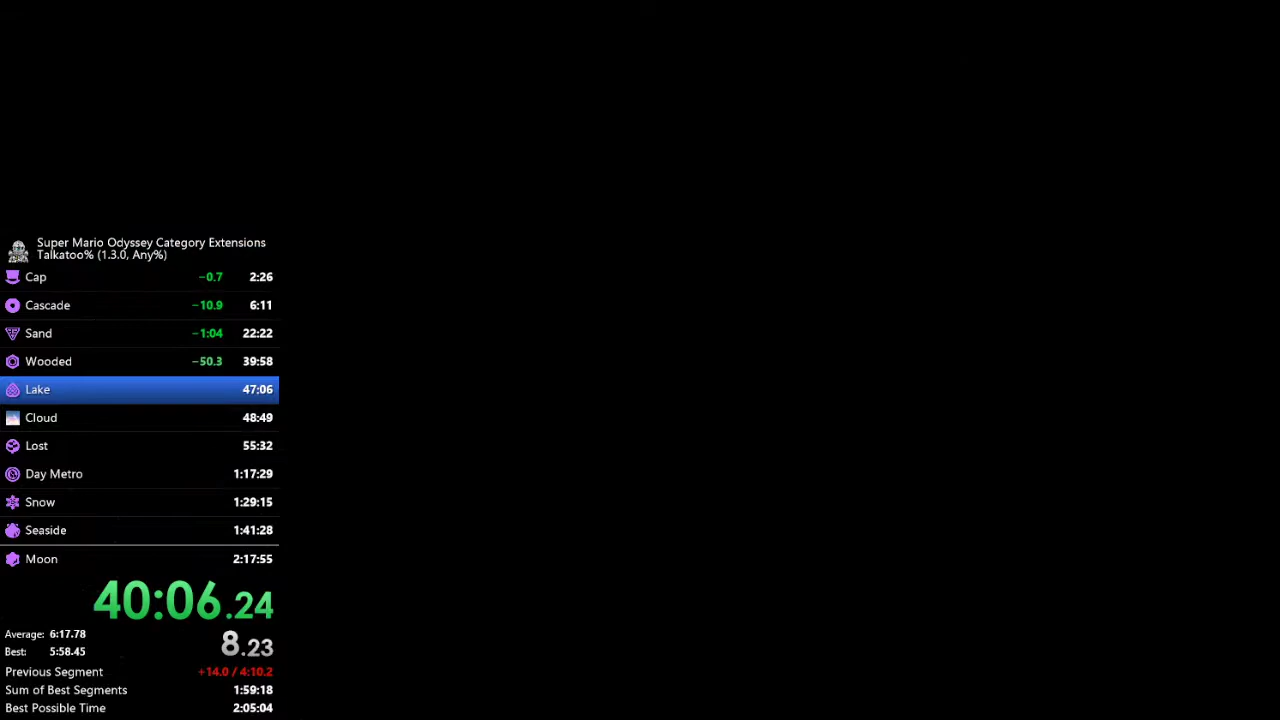 Super Mario Odyssey Category Extensions
Talkatoo% (1.3.0, Any%)
Cap −0.7 2:26
Cascade −10.9 6:11
Sand −1:04 22:22
Wooded −50.3 39:58
Lake 47:06
Cloud 48:49
Lost 55:32
Day Metro 1:17:29
Snow 1:29:15
Seaside 1:41:28
Moon 2:17:55
40:06.24
Average: 6:17.78 8.23
Best: 5:58.45
Previous Segment +14.0 / 4:10.2
Sum of Best Segments 1:59:18
Best Possible Time 2:05:04